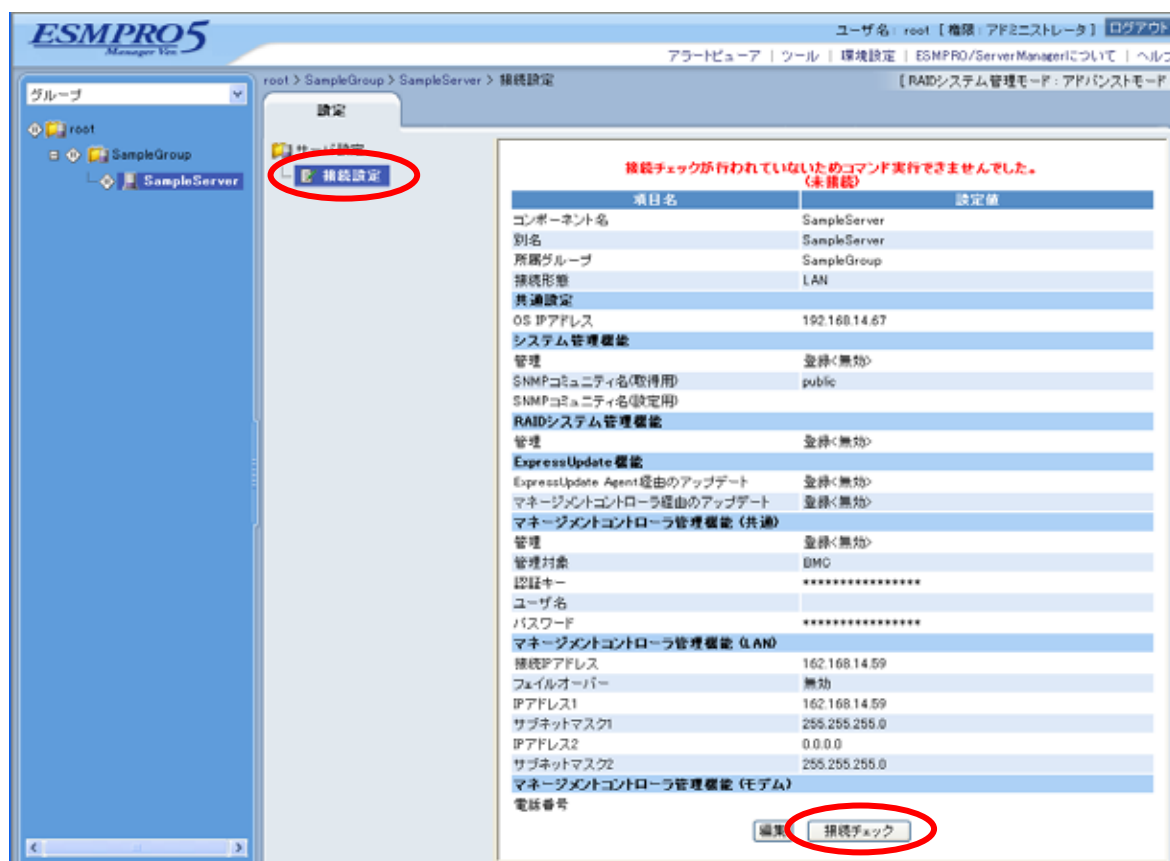 ESMPRO5
Manager Ver.
ユーザ名: root [権限:アドミニストレータ] ログアウト
アラートビューア | ツール | 環境設定 | ESMPRO/ServerManagerについて | ヘルプ
root > SampleGroup > SampleServer > 接続設定
[ RAIDシステム管理モード:アドバンストモード
グループ
root
SampleGroup
SampleServer
設定
サーバ設定
接続設定
接続チェックが行われていないためコマンド実行できませんでした。
(未接続)
項目名 設定値
コンポーネント名 SampleServer
別名 SampleServer
所属グループ SampleGroup
接続形態 LAN
共通設定
OS IPアドレス 192.168.14.67
システム管理機能
管理 登録<無効>
SNMPコミュニティ名(取得用) public
SNMPコミュニティ名(設定用)
RAIDシステム管理機能
管理 登録<無効>
ExpressUpdate機能
ExpressUpdate Agent経由のアップデート 登録<無効>
マネージメントコントローラ経由のアップデート 登録<無効>
マネージメントコントローラ管理機能 (共通)
管理 登録<無効>
管理対象 BMC
認証キー ****************
ユーザ名
パスワード ****************
マネージメントコントローラ管理機能 (LAN)
接続IPアドレス 162.168.14.59
フェイルオーバー 無効
IPアドレス1 162.168.14.59
サブネットマスク1 255.255.255.0
IPアドレス2 0.0.0.0
サブネットマスク2 255.255.255.0
マネージメントコントローラ管理機能 (モデム)
電話番号
編集 接続チェック